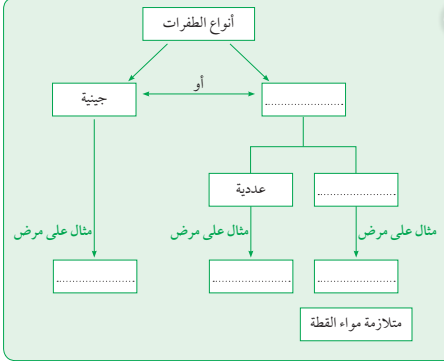 أنواع الطفرات
أو
جينية
......................
عددية
......................
مثال على مرض
مثال على مرض
مثال على مرض
......................
......................
......................
متلازمة مواء القطة